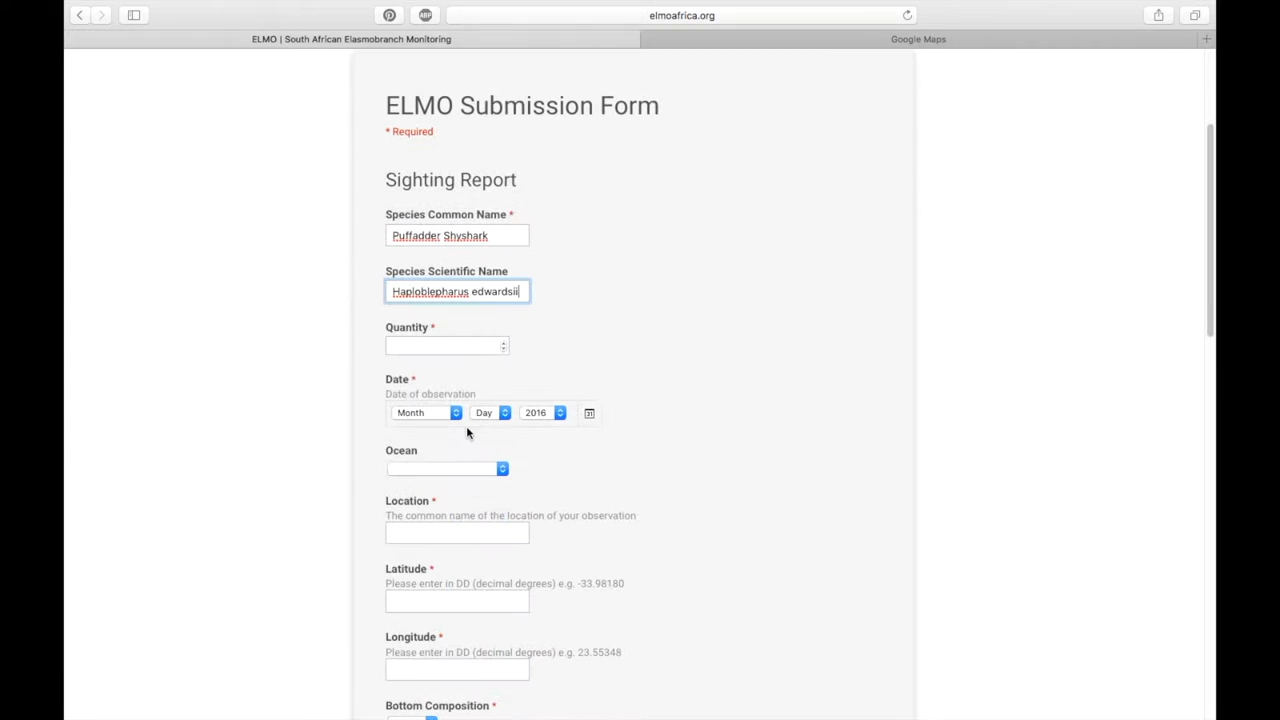 elmoafrica.org
ELMO | South African Elasmobranch Monitoring
Google Maps
ABP
ELMO Submission Form
* Required
Sighting Report
Species Common Name *
Puffadder Shyshark
Species Scientific Name
Haploblepharus edwardsii
Quantity *
Date *
Date of observation
Month Day 2016 31
Ocean
Location *
The common name of the location of your observation
Latitude *
Please enter in DD (decimal degrees) e.g. -33.98180
Longitude *
Please enter in DD (decimal degrees) e.g. 23.55348
Bottom Composition *